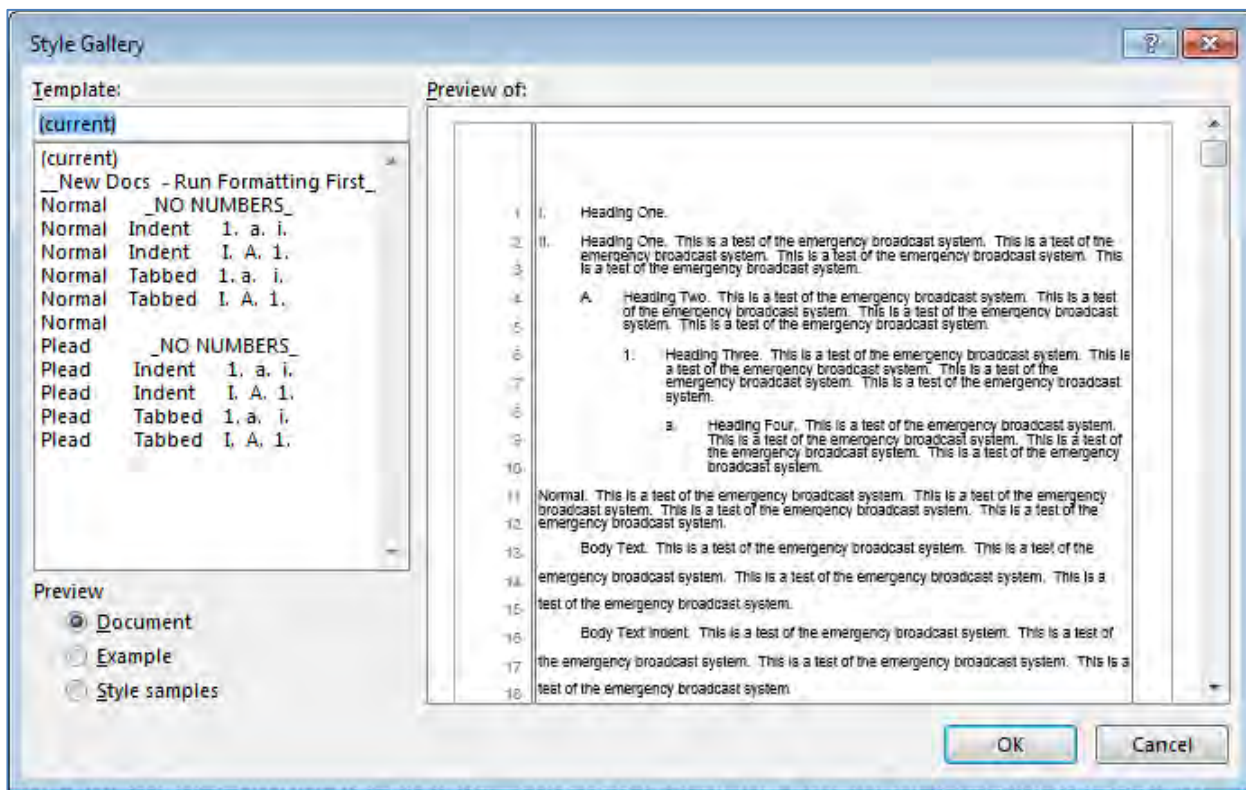 Style Gallery
Template:
(current)
(current)
__New Docs - Run Formatting First_
Normal _NO NUMBERS_
Normal Indent 1. a. i.
Normal Indent I. A. 1.
Normal Tabbed 1. a. i.
Normal Tabbed I. A. 1.
Normal
Plead _NO NUMBERS_
Plead Indent 1. a. i.
Plead Indent I. A. 1.
Plead Tabbed 1. a. i.
Plead Tabbed I. A. 1.
Preview
Document
Example
Style samples
Preview of:
1 I. Heading One.
2 II. Heading One. This is a test of the emergency broadcast system. This is a test of the
emergency broadcast system. This is a test of the emergency broadcast system. This
3 is a test of the emergency broadcast system.
4 A. Heading Two. This is a test of the emergency broadcast system. This is a test
of the emergency broadcast system. This is a test of the emergency broadcast
5 system. This is a test of the emergency broadcast system.
6 1. Heading Three. This is a test of the emergency broadcast system. This is
a test of the emergency broadcast system. This is a test of the
7 emergency broadcast system. This is a test of the emergency broadcast
system.
8 a. Heading Four. This is a test of the emergency broadcast system.
9 This is a test of the emergency broadcast system. This is a test of
the emergency broadcast system. This is a test of the emergency
10 broadcast system.
11 Normal. This is a test of the emergency broadcast system. This is a test of the emergency
broadcast system. This is a test of the emergency broadcast system. This is a test of the
12 emergency broadcast system.
13 Body Text. This is a test of the emergency broadcast system. This is a test of the
14 emergency broadcast system. This is a test of the emergency broadcast system. This is a
15 test of the emergency broadcast system.
16 Body Text Indent. This is a test of the emergency broadcast system. This is a test of
17 the emergency broadcast system. This is a test of the emergency broadcast system. This is a
18 test of the emergency broadcast system
OK Cancel